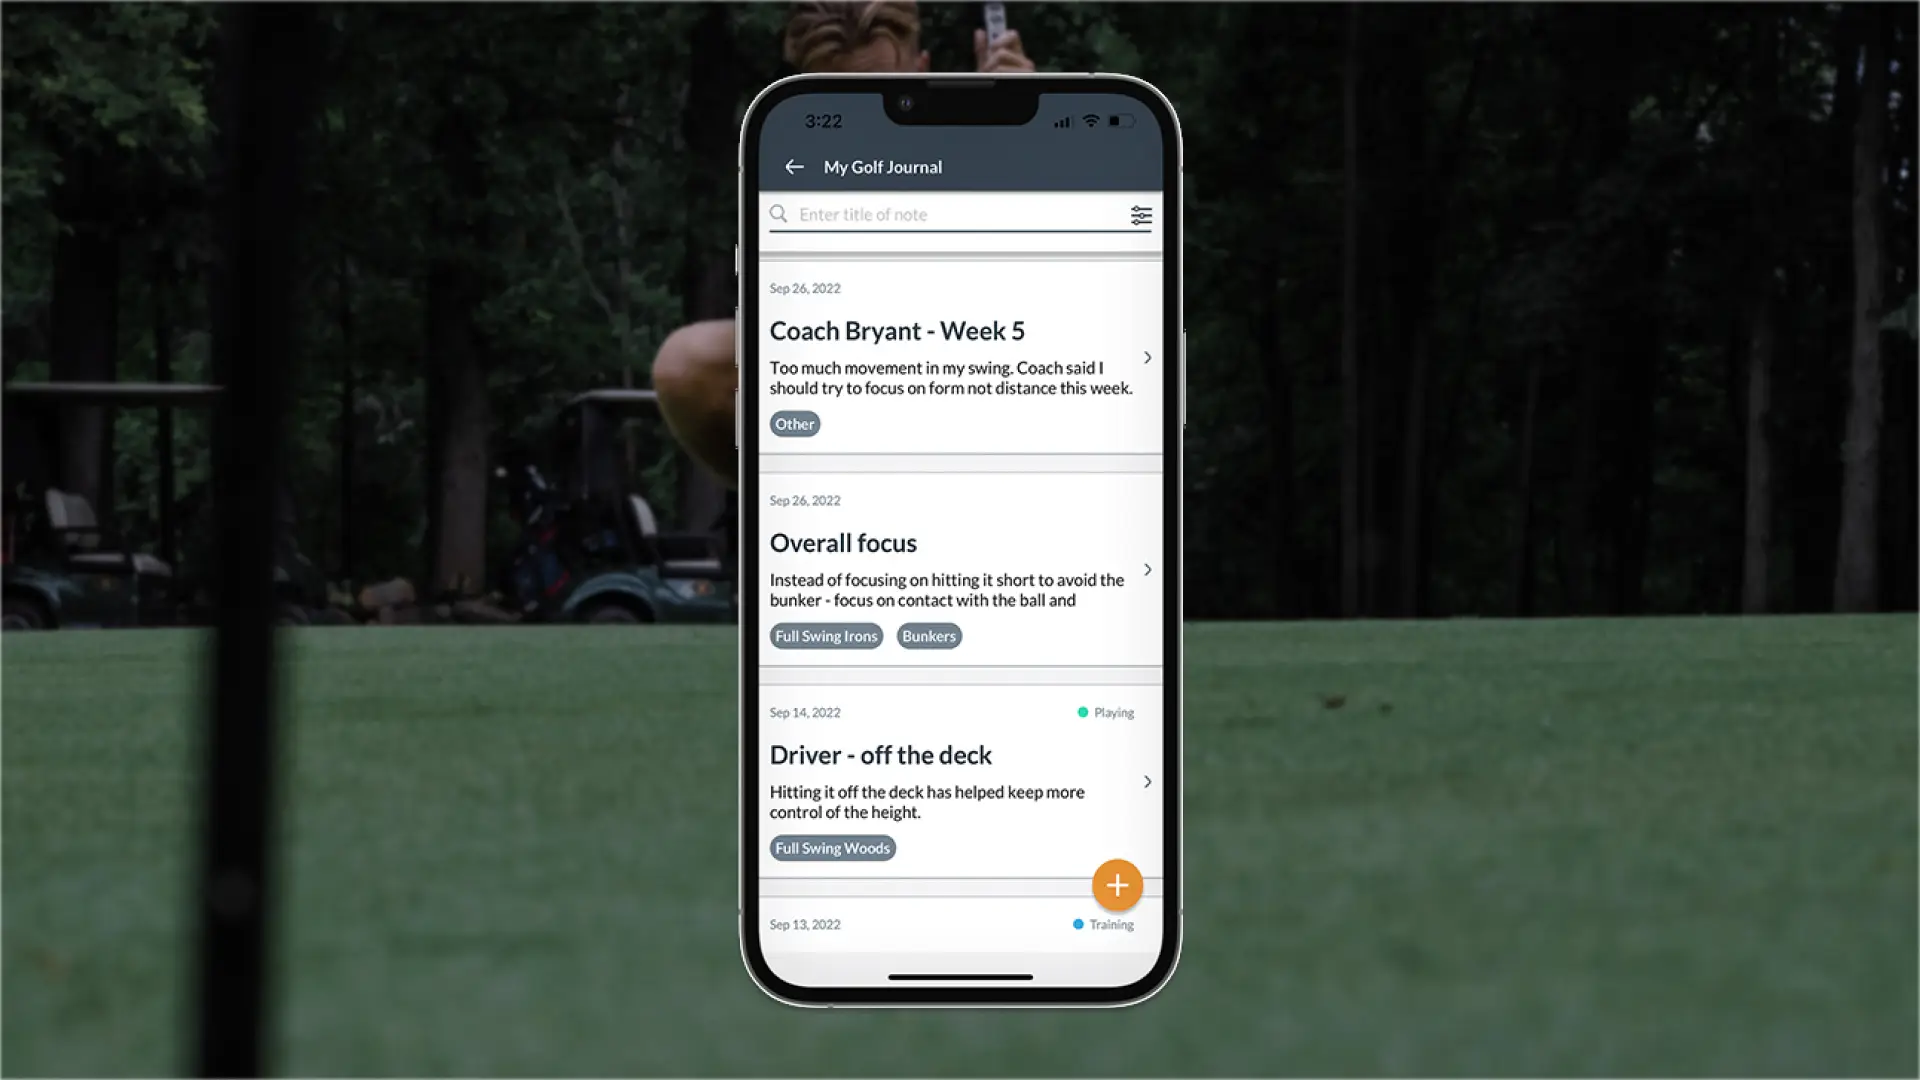 3:22
My Golf Journal
Enter title of note
Sep 26, 2022
Coach Bryant - Week 5
Too much movement in my swing. Coach said I
should try to focus on form not distance this week.
Other
Sep 26, 2022
Overall focus
Instead of focusing on hitting it short to avoid the
bunker - focus on contact with the ball and
Full Swing Irons Bunkers
Sep 14, 2022 Playing
Driver - off the deck
Hitting it off the deck has helped keep more
control of the height.
Full Swing Woods
+
Sep 13, 2022 Training